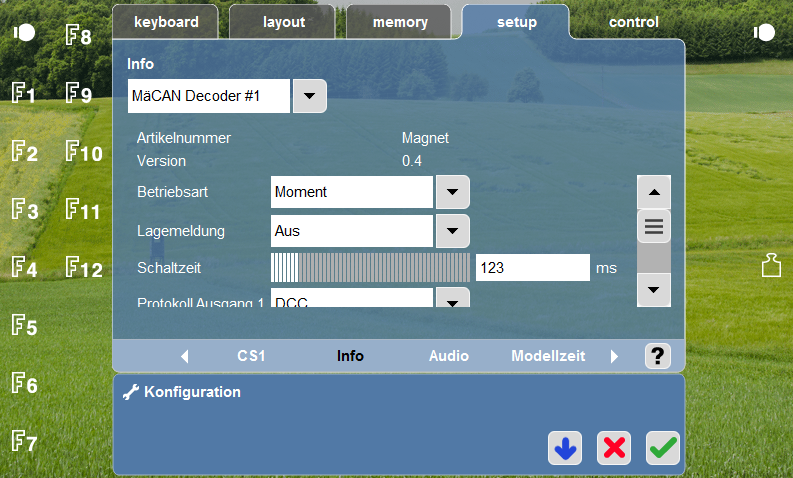 keyboard layout memory setup control
F8
F1 F9
F2 F10
F3 F11
F4 F12
F5
F6
F7
Info
MäCAN Decoder #1
Artikelnummer Magnet
Version 0.4
Betriebsart Moment
Lagemeldung Aus
Schaltzeit 123 ms
Protokoll Ausgang 1 DCC
CS1 Info Audio Modellzeit ?
Konfiguration